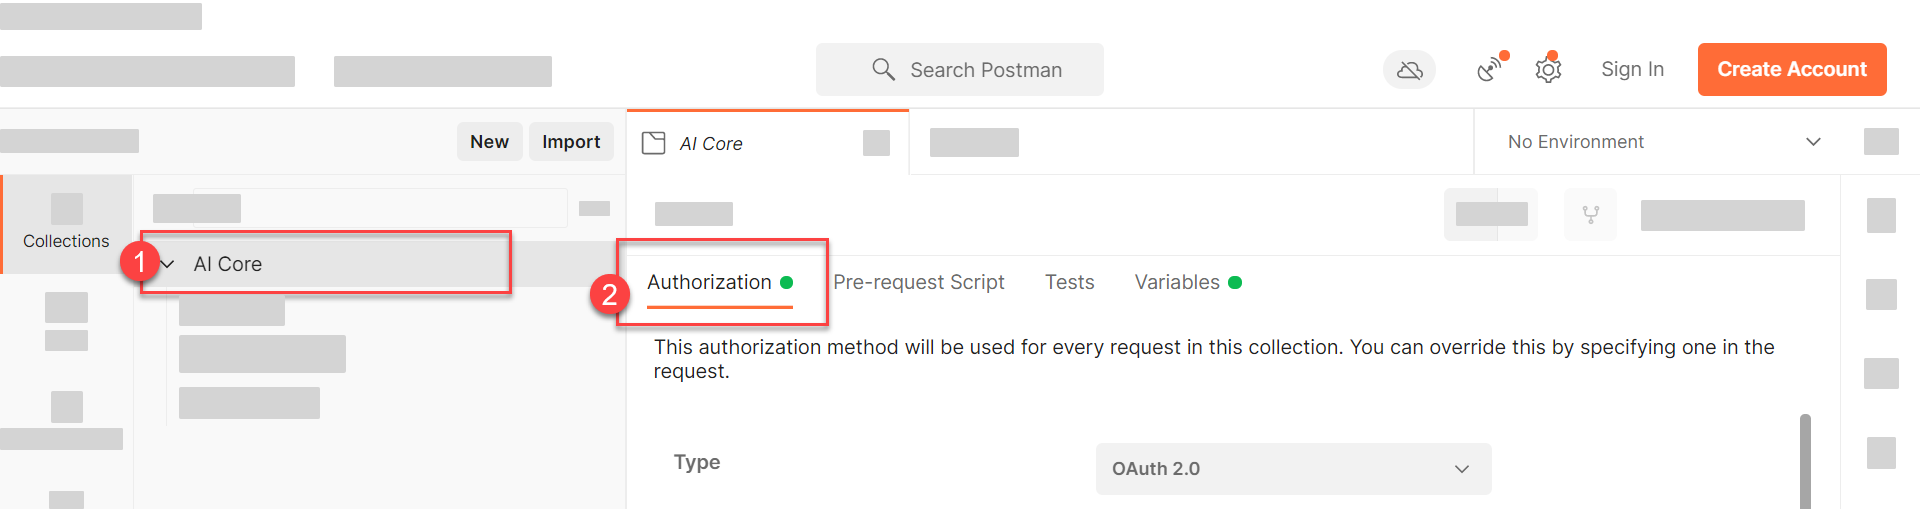 Search Postman
Sign In
Create Account
New
Import
AI Core
No Environment
Collections
1
AI Core
2
Authorization
Pre-request Script
Tests
Variables
This authorization method will be used for every request in this collection. You can override this by specifying one in the
request.
Type
OAuth 2.0